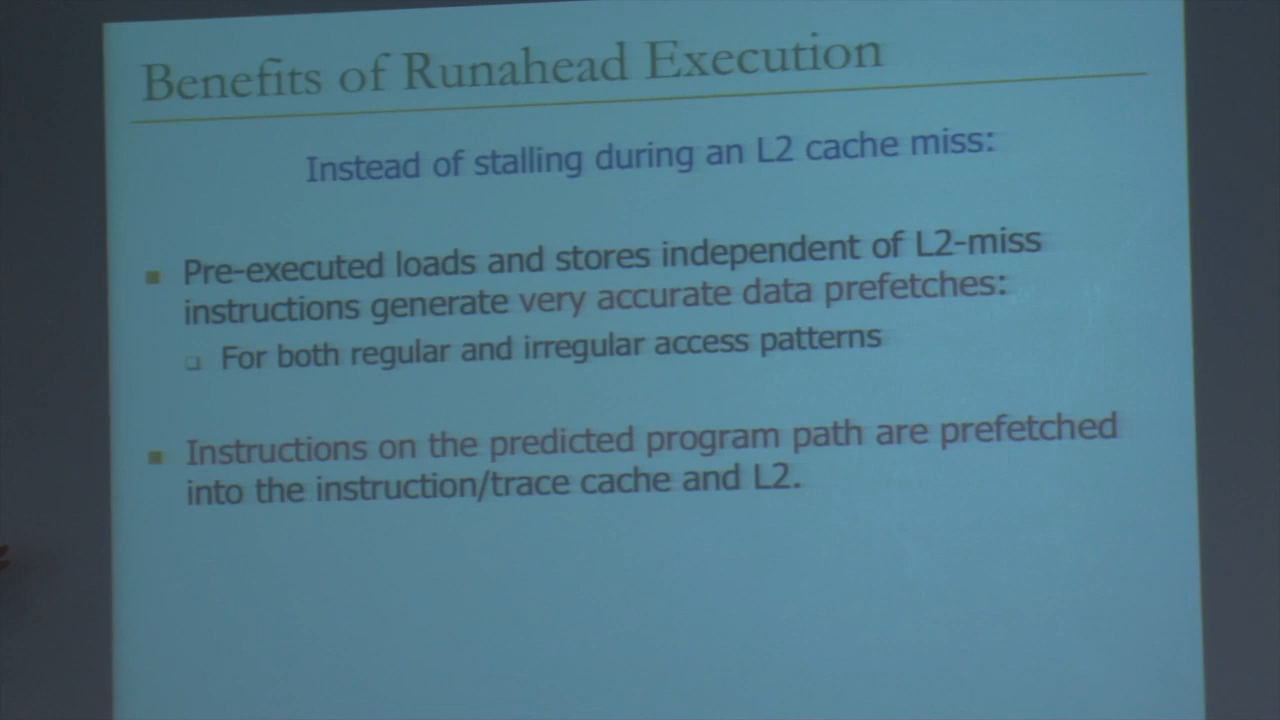 Benefits of Runahead Execution
Instead of stalling during an L2 cache miss:
Pre-executed loads and stores independent of L2-miss
instructions generate very accurate data prefetches:
For both regular and irregular access patterns
Instructions on the predicted program path are prefetched
into the instruction/trace cache and L2.